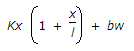 Kx (1 + x/l) + bw